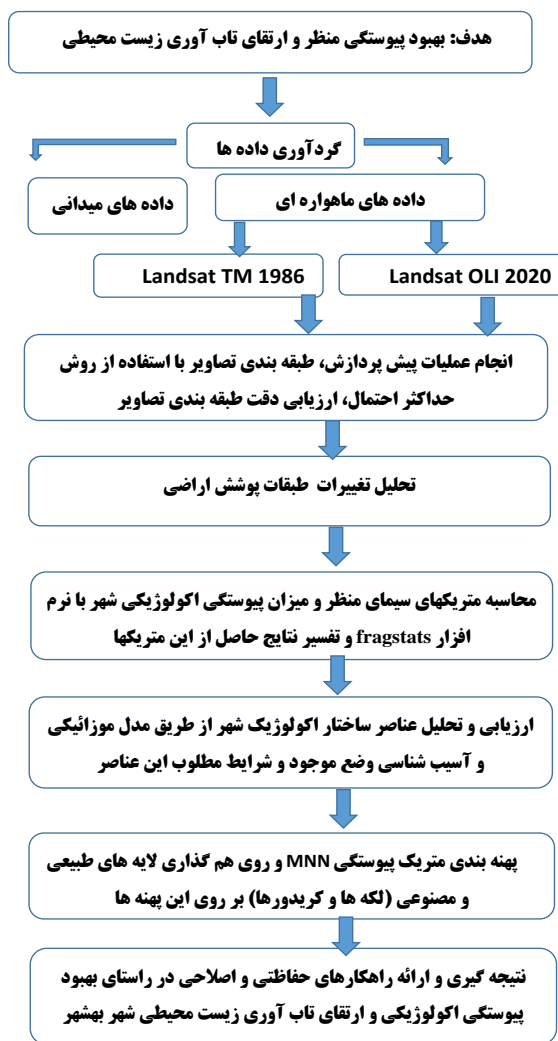 هدف: بهبود پیوستگی منظر و ارتقای تاب آوری زیست محیطی
گردآوری داده ها
داده های ماهواره ای
داده های میدانی
Landsat OLI 2020
Landsat TM 1986
انجام عملیات پیش پردازش، طبقه بندی تصاویر با استفاده از روش
حداکثر احتمال، ارزیابی دقت طبقه بندی تصاویر
تحلیل تغییرات طبقات پوشش اراضی
محاسبه متریکهای سیمای منظر و میزان پیوستگی اکولوژیکی شهر با نرم
افزار fragstats و تفسیر نتایج حاصل از این متریکها
ارزیابی و تحلیل عناصر ساختار اکولوژیک شهر از طریق مدل موزائیکی
و آسیب شناسی وضع موجود و شرایط مطلوب این عناصر
پهنه بندی متریک پیوستگی MNN و روی هم گذاری لایه های طبیعی
و مصنوعی (لکه ها و کریدورها) بر روی این پهنه ها
نتیجه گیری و ارائه راهکارهای حفاظتی و اصلاحی در راستای بهبود
پیوستگی اکولوژیکی و ارتقای تاب آوری زیست محیطی شهر بهشهر